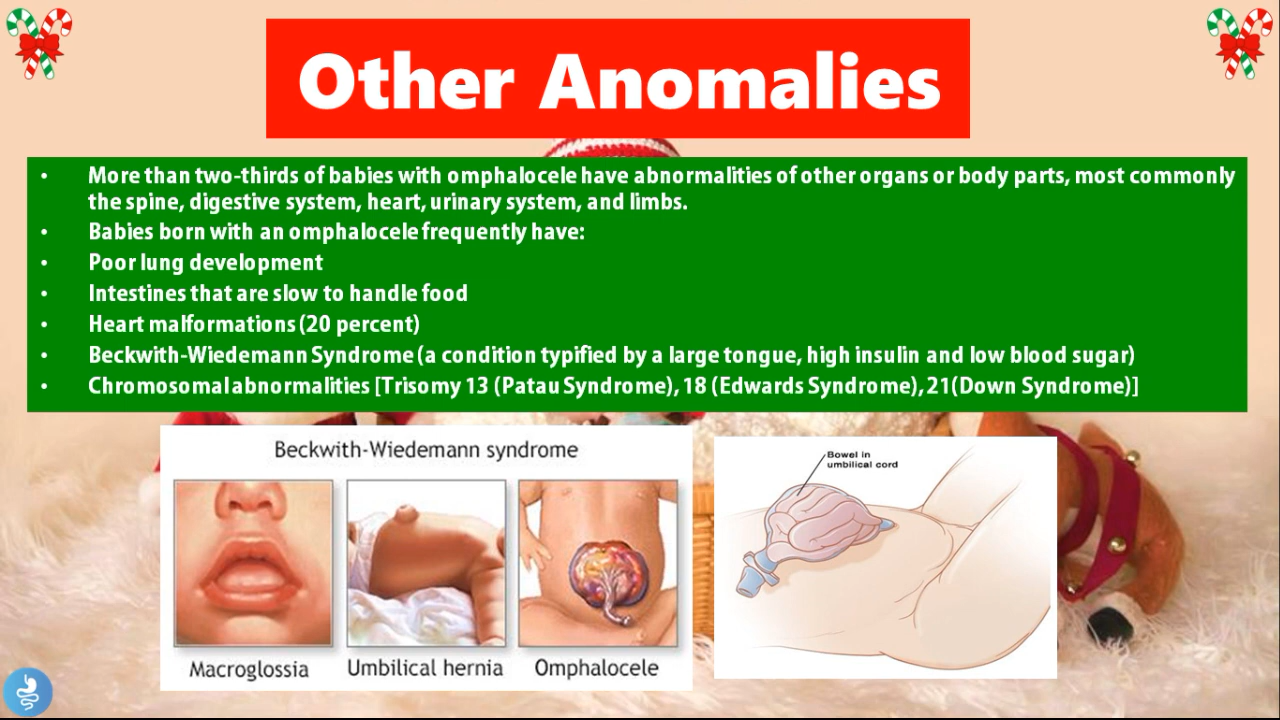 Other Anomalies
• More than two-thirds of babies with omphalocele have abnormalities of other organs or body parts, most commonly
the spine, digestive system, heart, urinary system, and limbs.
• Babies born with an omphalocele frequently have:
• Poor lung development
• Intestines that are slow to handle food
• Heart malformations (20 percent)
• Beckwith-Wiedemann Syndrome (a condition typified by a large tongue, high insulin and low blood sugar)
• Chromosomal abnormalities [Trisomy 13 (Patau Syndrome), 18 (Edwards Syndrome), 21(Down Syndrome)]
Beckwith-Wiedemann syndrome
Macroglossia
Umbilical hernia
Omphalocele
Bowel in
umbilical cord